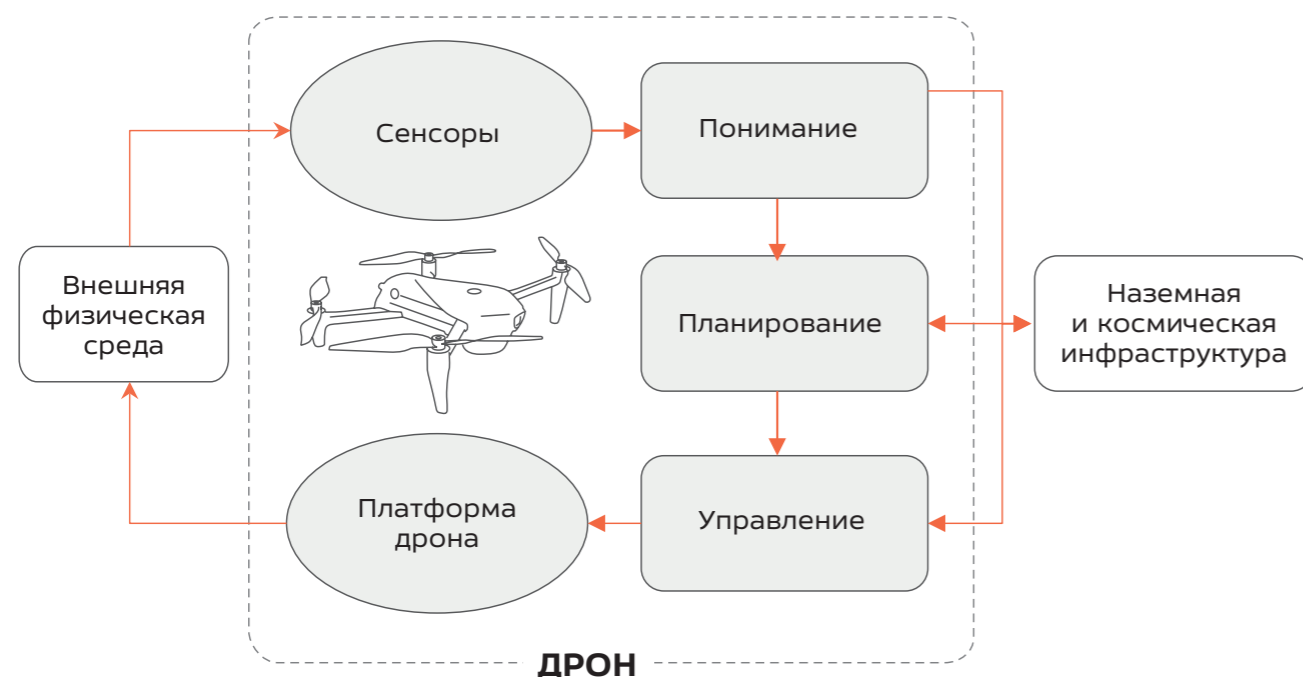 Сенсоры
Понимание
Внешняя
физическая
среда
Планирование
Наземная
и космическая
инфраструктура
Платформа
дрона
Управление
ДРОН